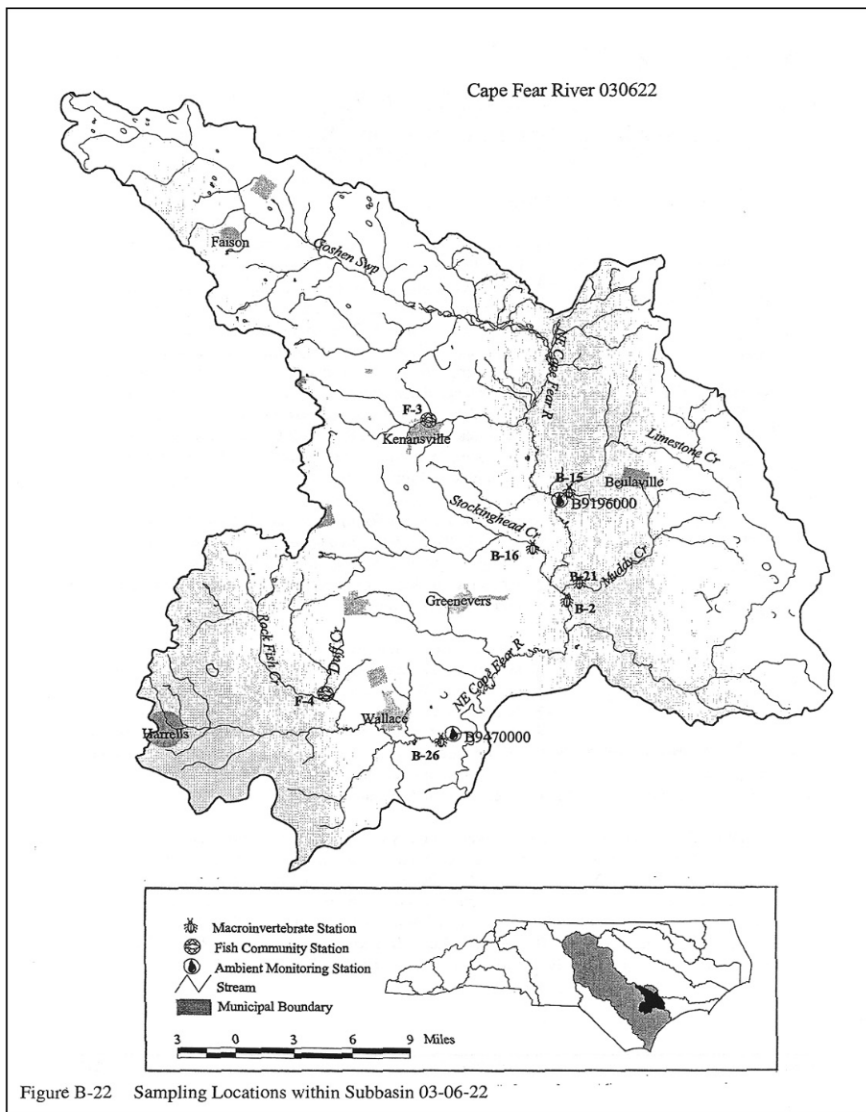 Cape Fear River 030622
Faison
Goshen Swp
NE Cape Fear R
F-3
Kenansville
Limestone Cr
B-15
Beulaville
B9196000
Stockinghead Cr
B-16
B-21
Muddy Cr
B-2
Greenevers
Rock Fish Cr
Duff Cr
NE Cape Fear R
F-4
Wallace
Harrells
B-26
B9470000
Macroinvertebrate Station
Fish Community Station
Ambient Monitoring Station
Stream
Municipal Boundary
3 0 3 6 9 Miles
Figure B-22 Sampling Locations within Subbasin 03-06-22